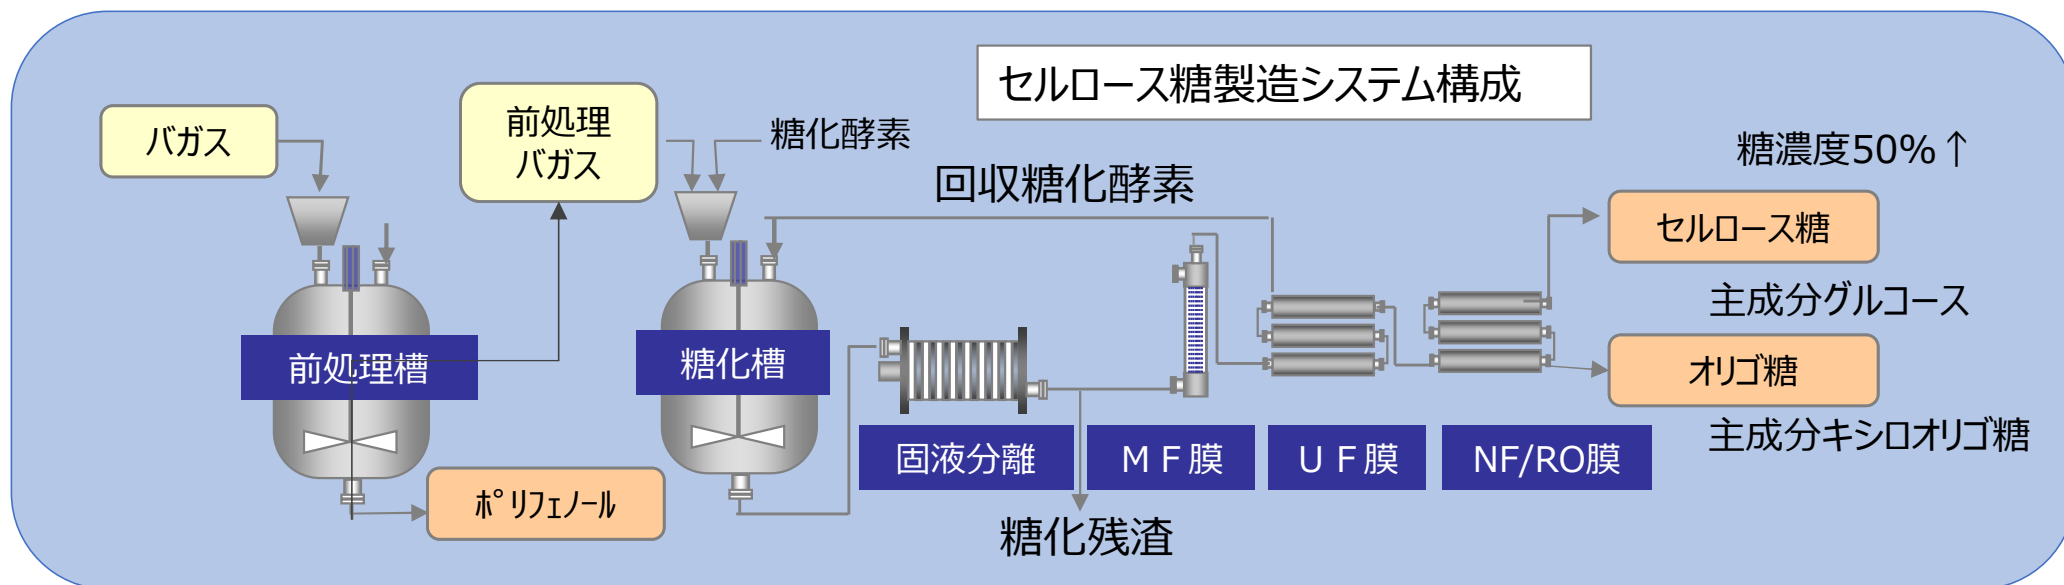 セルロース糖製造システム構成
バガス
前処理
バガス
糖化酵素
回収糖化酵素
糖濃度50%↑
セルロース糖
主成分グルコース
オリゴ糖
主成分キシロオリゴ糖
前処理槽
糖化槽
固液分離
ＭＦ膜
ＵＦ膜
NF/RO膜
ﾎﾟﾘﾌｪﾉｰﾙ
糖化残渣